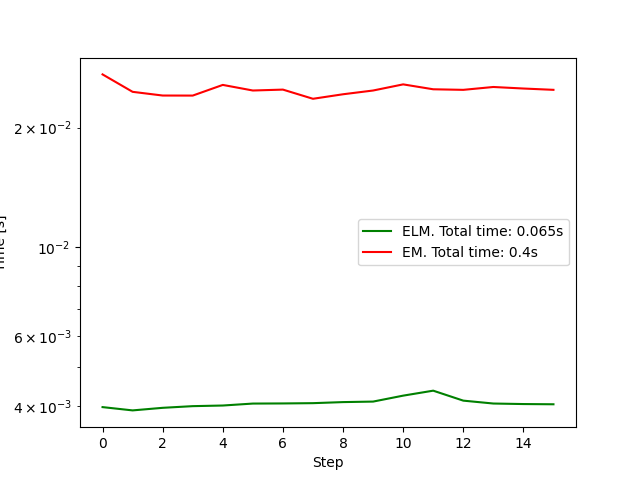 2 × 10⁻²
10⁻²
6 × 10⁻³
4 × 10⁻³
ELM. Total time: 0.065s
EM. Total time: 0.4s
0 2 4 6 8 10 12 14
Step
[s]